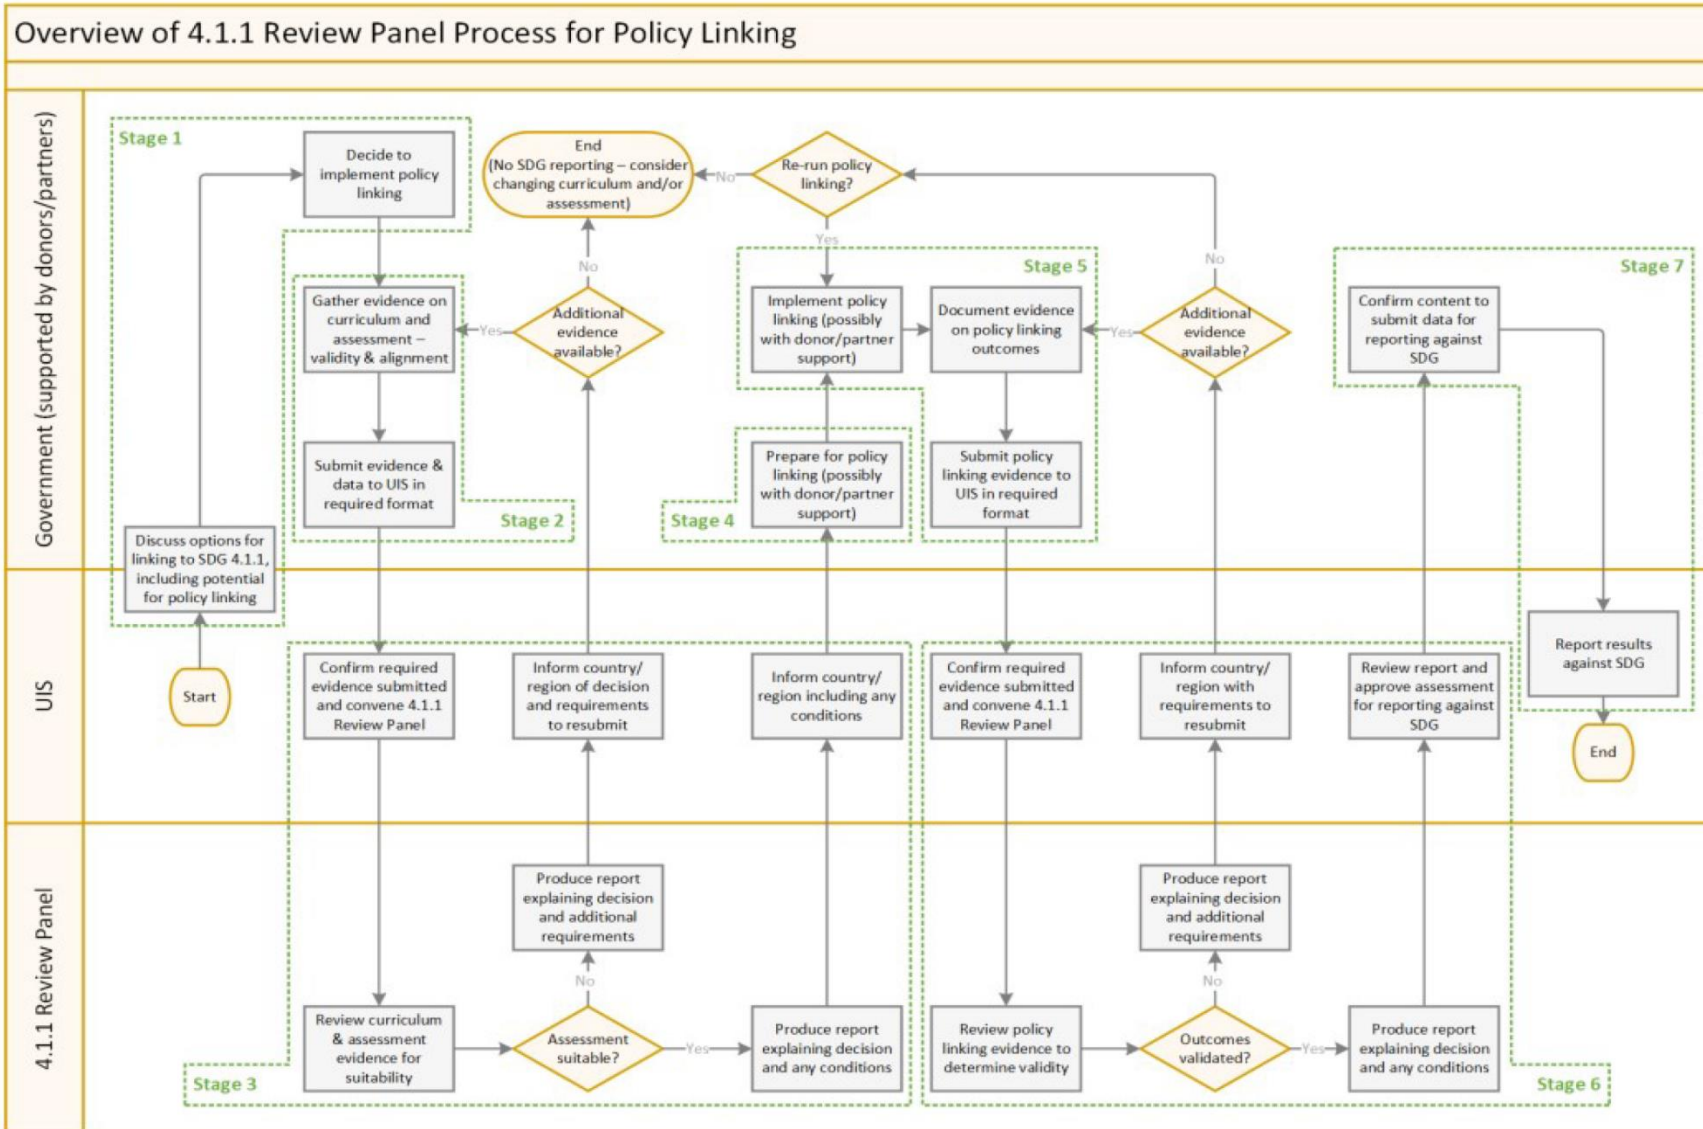 Overview of 4.1.1 Review Panel Process for Policy Linking
Government (supported by donors/partners)
Stage 1
Decide to
implement policy
linking
End
(No SDG reporting – consider
changing curriculum and/or
assessment)
No
Re-run policy
linking?
Yes
No
No
Stage 5
Stage 7
Gather evidence on
curriculum and
assessment –
validity & alignment
Yes
Additional
evidence
available?
Implement policy
linking (possibly
with donor/partner
support)
Document evidence
on policy linking
outcomes
Yes
Additional
evidence
available?
Confirm content to
submit data for
reporting against
SDG
Submit evidence &
data to UIS in
required format
Stage 2
Stage 4
Prepare for policy
linking (possibly
with donor/partner
support)
Submit policy
linking evidence to
UIS in required
format
Discuss options for
linking to SDG 4.1.1,
including potential
for policy linking
UIS
Start
Confirm required
evidence submitted
and convene 4.1.1
Review Panel
Inform country/
region of decision
and requirements
to resubmit
Inform country/
region including any
conditions
Confirm required
evidence submitted
and convene 4.1.1
Review Panel
Inform country/
region with
requirements to
resubmit
Review report and
approve assessment
for reporting against
SDG
Report results
against SDG
End
4.1.1 Review Panel
Produce report
explaining decision
and additional
requirements
Produce report
explaining decision
and additional
requirements
No
No
Stage 3
Review curriculum
& assessment
evidence for
suitability
Assessment
suitable?
Yes
Produce report
explaining decision
and any conditions
Review policy
linking evidence to
determine validity
Outcomes
validated?
Yes
Produce report
explaining decision
and any conditions
Stage 6